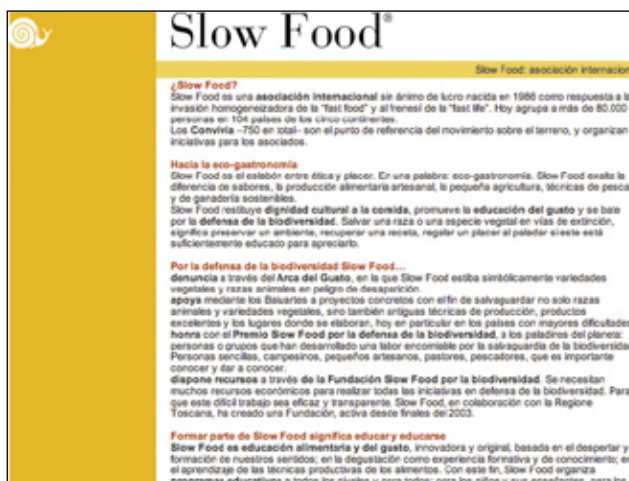 Slow Food®
Slow Food: asociación internacion
¿Slow Food?
Slow Food es una asociación internacional sin ánimo de lucro nacida en 1986 como respuesta a la
invasión homogeneizadora de la "fast food" y al frenesí de la "fast life". Hoy agrupa a más de 80.000
personas en 104 países de los cinco continentes.
Los Convivia –750 en total– son el punto de referencia del movimiento sobre el terreno, y organizan
iniciativas para los asociados.
Hacia la eco-gastronomía
Slow Food es el eslabón entre ética y placer. En una palabra: eco-gastronomía. Slow Food exalta la
diferencia de sabores, la producción alimentaria artesanal, la pequeña agricultura, técnicas de pesca
y de ganadería sostenibles.
Slow Food restituye dignidad cultural a la comida, promueve la educación del gusto y se bate
por la defensa de la biodiversidad. Salvar una raza o una especie vegetal en vías de extinción,
significa preservar un ambiente, recuperar una receta, regalar un placer al paladar si este está
suficientemente educado para apreciarlo.
Por la defensa de la biodiversidad Slow Food...
denuncia a través del Arca del Gusto, en la que Slow Food estiba simbólicamente variedades
vegetales y razas animales en peligro de desaparición.
apoya mediante los Baluartes a proyectos concretos con el fin de salvaguardar no solo razas
animales y variedades vegetales, sino también antiguas técnicas de producción, productos
excelentes y los lugares donde se elaboran, hoy en particular en los países con mayores dificultades
honra con el Premio Slow Food por la defensa de la biodiversidad, a los paladines del planeta:
personas o grupos que han desarrollado una labor encomiable por la salvaguardia de la biodiversidad
Personas sencillas, campesinos, pequeños artesanos, pastores, pescadores, que es importante
conocer y dar a conocer.
dispone recursos a través de la Fundación Slow Food por la biodiversidad. Se necesitan
muchos recursos económicos para realizar todas las iniciativas en defensa de la biodiversidad. Para
que este difícil trabajo sea eficaz y transparente, Slow Food, en colaboración con la Regione
Toscana, ha creado una Fundación, activa desde finales del 2003.
Formar parte de Slow Food significa educar y educarse
Slow Food es educación alimentaria y del gusto, innovadora y original, basada en el despertar y
formación de nuestros sentidos; en la degustación como experiencia formativa y de conocimiento; en
el aprendizaje de las técnicas productivas de los alimentos. Con este fin, Slow Food organiza
programas educativos a todos los niveles y para todos: para los niños y sus enseñantes, para los